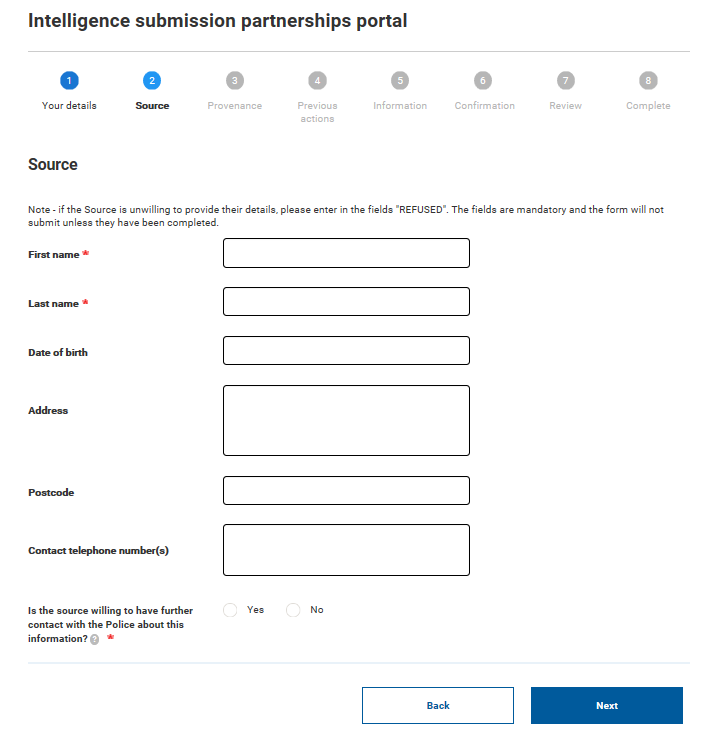 Intelligence submission partnerships portal
1 2 3 4 5 6 7 8
Your details Source Provenance Previous Information Confirmation Review Complete
actions
Source
Note - if the Source is unwilling to provide their details, please enter in the fields "REFUSED". The fields are mandatory and the form will not
submit unless they have been completed.
First name *
Last name *
Date of birth
Address
Postcode
Contact telephone number(s)
Is the source willing to have further Yes No
contact with the Police about this
information? ? *
Back Next